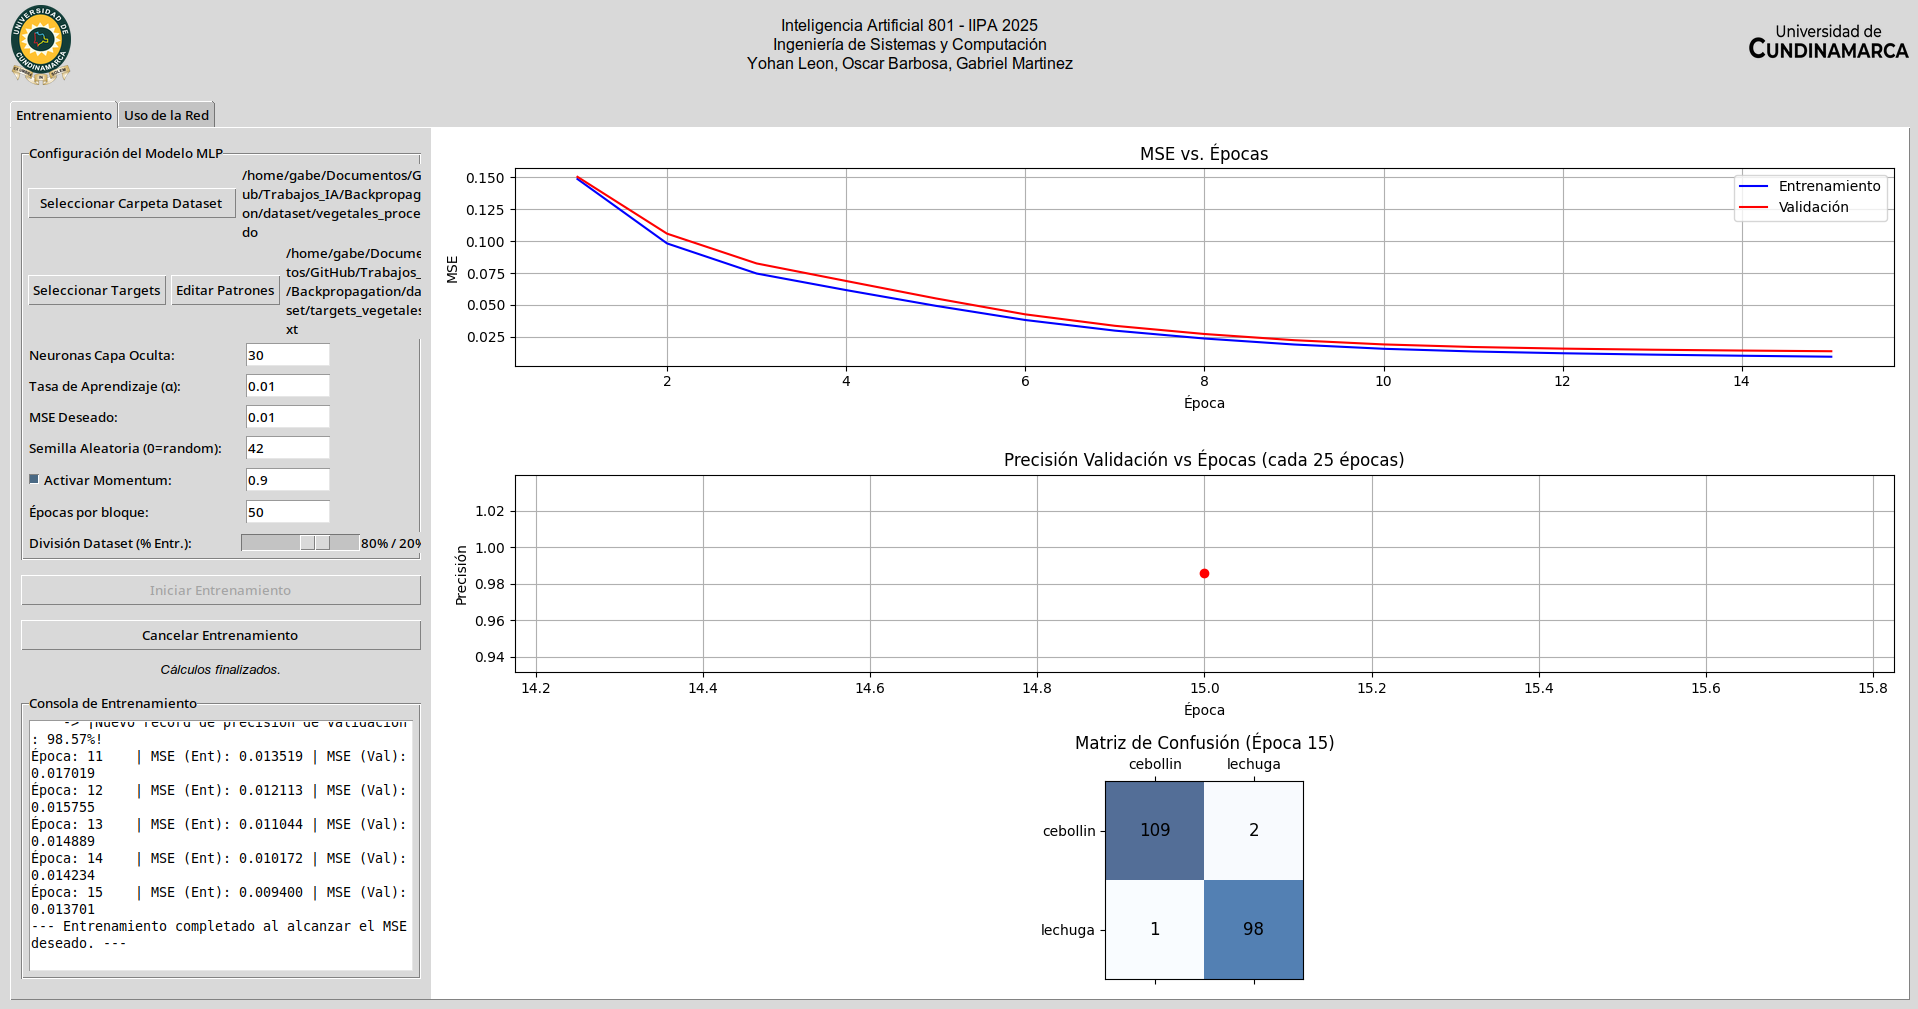 UNIVERSIDAD DE
CUNDINAMARCA
Inteligencia Artificial 801 - IIPA 2025
Ingeniería de Sistemas y Computación
Yohan Leon, Oscar Barbosa, Gabriel Martinez
Universidad de
CUNDINAMARCA
Entrenamiento
Uso de la Red
Configuración del Modelo MLP
Seleccionar Carpeta Dataset
/home/gabe/Documentos/G
ub/Trabajos_IA/Backpropag
on/dataset/vegetales_proce
do
Seleccionar Targets
Editar Patrones
/home/gabe/Docume
tos/GitHub/Trabajos_
/Backpropagation/da
set/targets_vegetales
xt
Neuronas Capa Oculta: 30
Tasa de Aprendizaje (α): 0.01
MSE Deseado: 0.01
Semilla Aleatoria (0=random): 42
Activar Momentum: 0.9
Épocas por bloque: 50
División Dataset (% Entr.): 80% / 20%
Iniciar Entrenamiento
Cancelar Entrenamiento
Cálculos finalizados.
Consola de Entrenamiento
-> ¡Nuevo récord de precisión de validación
: 98.57%!
Época: 11 | MSE (Ent): 0.013519 | MSE (Val):
0.017019
Época: 12 | MSE (Ent): 0.012113 | MSE (Val):
0.015755
Época: 13 | MSE (Ent): 0.011044 | MSE (Val):
0.014889
Época: 14 | MSE (Ent): 0.010172 | MSE (Val):
0.014234
Época: 15 | MSE (Ent): 0.009400 | MSE (Val):
0.013701
--- Entrenamiento completado al alcanzar el MSE
deseado. ---
MSE vs. Épocas
0.150
0.125
0.100
0.075
0.050
0.025
MSE
Entrenamiento
Validación
2 4 6 8 10 12 14
Época
Precisión Validación vs Épocas (cada 25 épocas)
1.02
1.00
0.98
0.96
0.94
Precisión
14.2 14.4 14.6 14.8 15.0 15.2 15.4 15.6 15.8
Época
Matriz de Confusión (Época 15)
cebollin lechuga
cebollin 109 2
lechuga 1 98